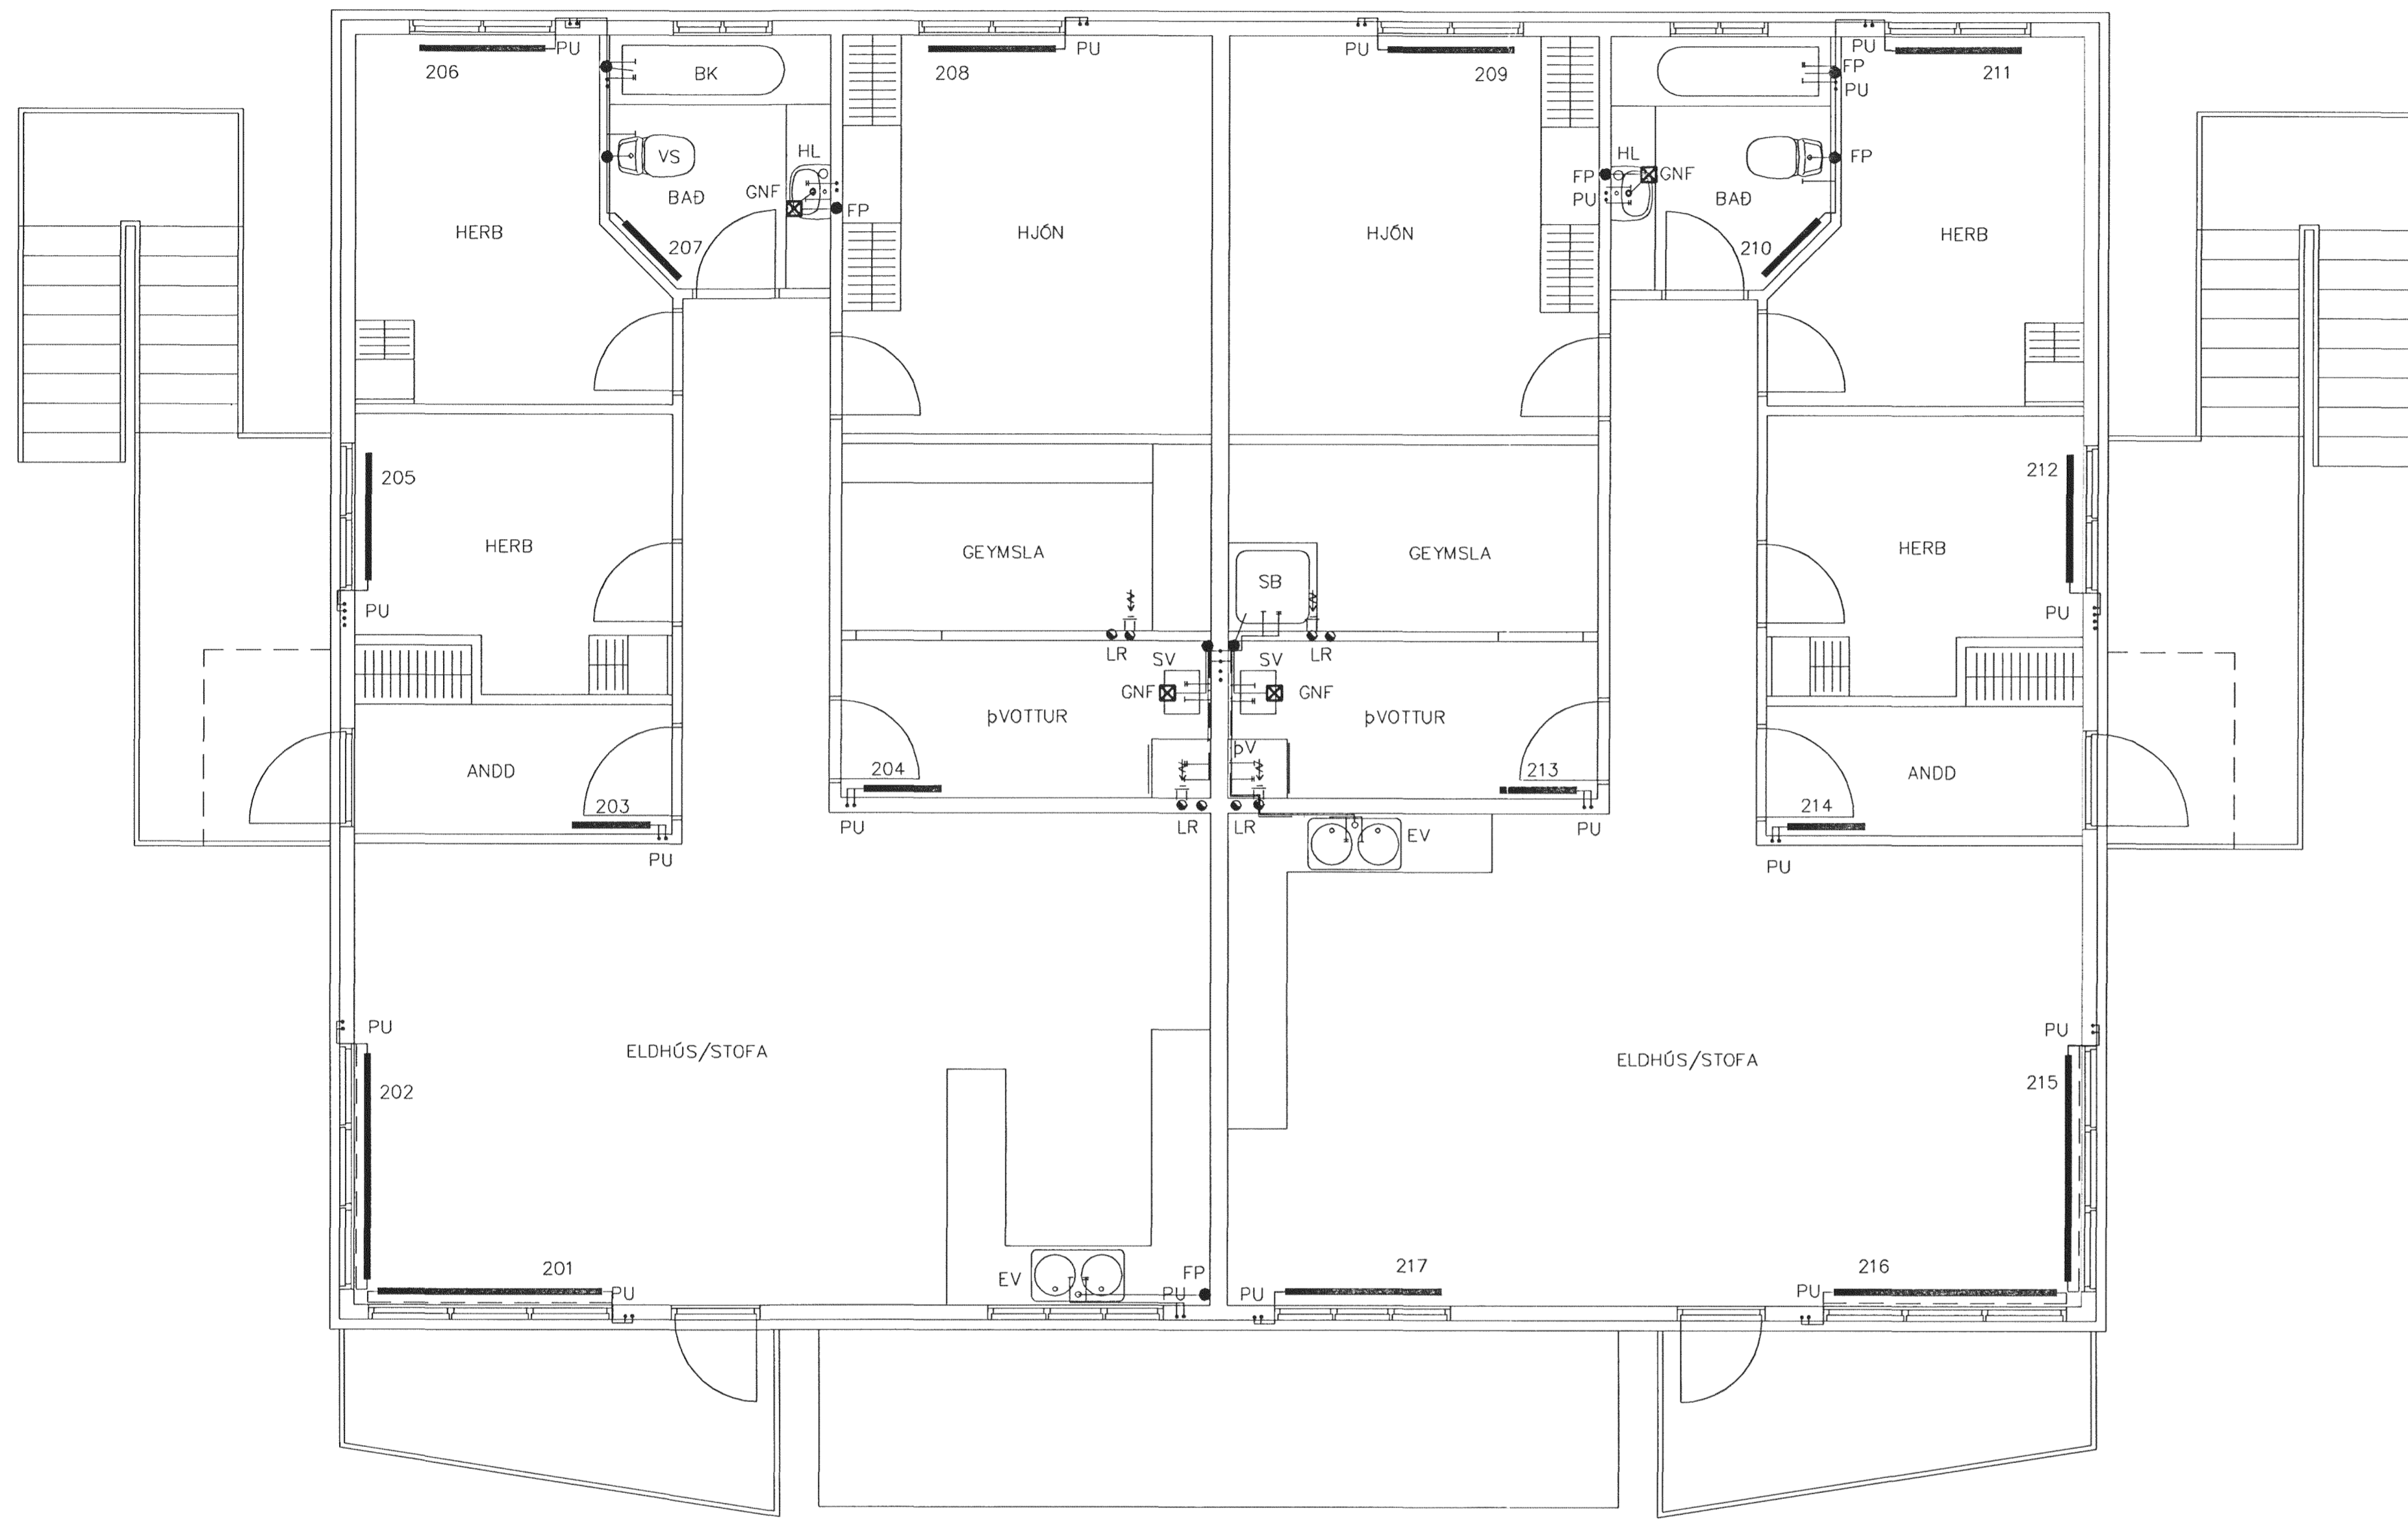 PU
PU
PU
PU
206
BK
208
209
FP
211
PU
VS
HL
HL
FP
GNF
BAÐ
FP
FP
GNF
PU
BAÐ
HERB
HJÓN
HJÓN
HERB
207
210
205
212
HERB
GEYMSLA
GEYMSLA
HERB
SB
PU
PU
LR
SV
SV
LR
GNF
GNF
ÞVOTTUR
ÞVOTTUR
ÞV
ANDD
204
213
ANDD
203
214
PU
LR
LR
PU
EV
PU
PU
PU
PU
ELDHÚS/STOFA
ELDHÚS/STOFA
202
215
201
EV
FP
217
216
PU
PU
PU
PU